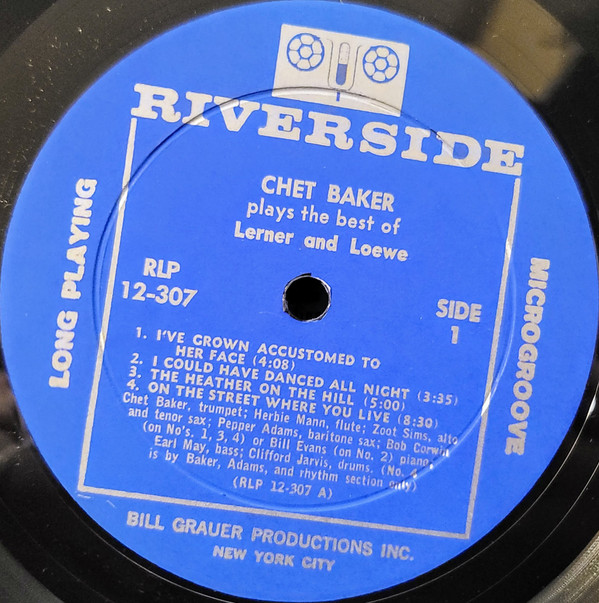 RIVERSIDE
CHET BAKER
plays the best of
Lerner and Loewe
LONG PLAYING
RLP
12-307
SIDE
1
MICROGROOVE
1. I'VE GROWN ACCUSTOMED TO
HER FACE (4:08)
2. I COULD HAVE DANCED ALL NIGHT (3:35)
3. THE HEATHER ON THE HILL (5:00)
4. ON THE STREET WHERE YOU LIVE (8:30)
Chet Baker, trumpet; Herbie Mann, flute; Zoot Sims, alto
and tenor sax; Pepper Adams, baritone sax; Bob Corwin
(on No's. 1, 3, 4) or Bill Evans (on No. 2) piano;
Earl May, bass; Clifford Jarvis, drums. (No. 4
is by Baker, Adams, and rhythm section only)
(RLP 12-307 A)
BILL GRAUER PRODUCTIONS INC.
NEW YORK CITY